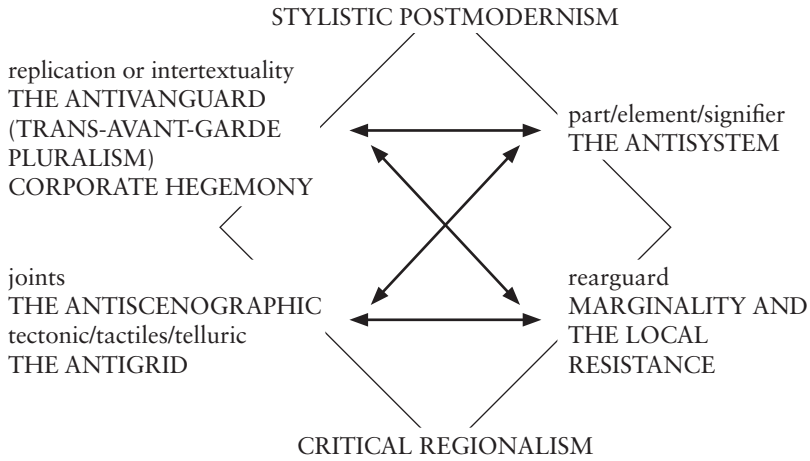 STYLISTIC POSTMODERNISM
replication or intertextuality
THE ANTIVANGUARD
(TRANS-AVANT-GARDE
PLURALISM)
CORPORATE HEGEMONY
part/element/signifier
THE ANTISYSTEM
joints
THE ANTISCENOGRAPHIC
tectonic/tactiles/telluric
THE ANTIGRID
rearguard
MARGINALITY AND
THE LOCAL
RESISTANCE
CRITICAL REGIONALISM